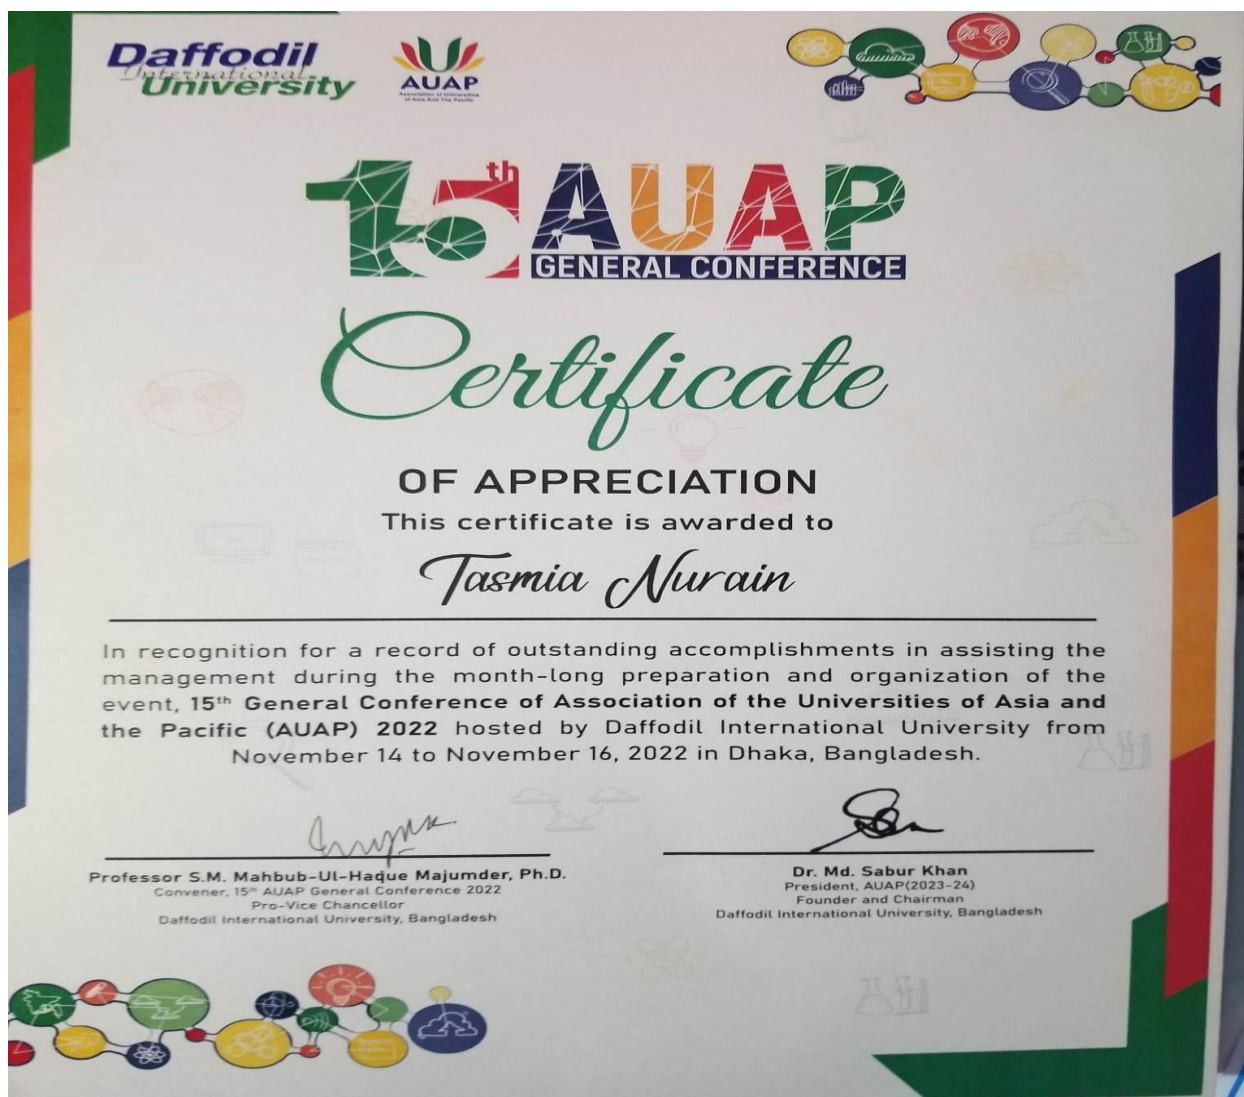 Daffodil
International
University
AUAP
Association of Universities
of Asia And The Pacific
15th AUAP
GENERAL CONFERENCE
Certificate
OF APPRECIATION
This certificate is awarded to
Tasmia Nurain
In recognition for a record of outstanding accomplishments in assisting the
management during the month-long preparation and organization of the
event, 15th General Conference of Association of the Universities of Asia and
the Pacific (AUAP) 2022 hosted by Daffodil International University from
November 14 to November 16, 2022 in Dhaka, Bangladesh.
Professor S.M. Mahbub-Ul-Haque Majumder, Ph.D.
Convener, 15th AUAP General Conference 2022
Pro-Vice Chancellor
Daffodil International University, Bangladesh
Dr. Md. Sabur Khan
President, AUAP(2023-24)
Founder and Chairman
Daffodil International University, Bangladesh